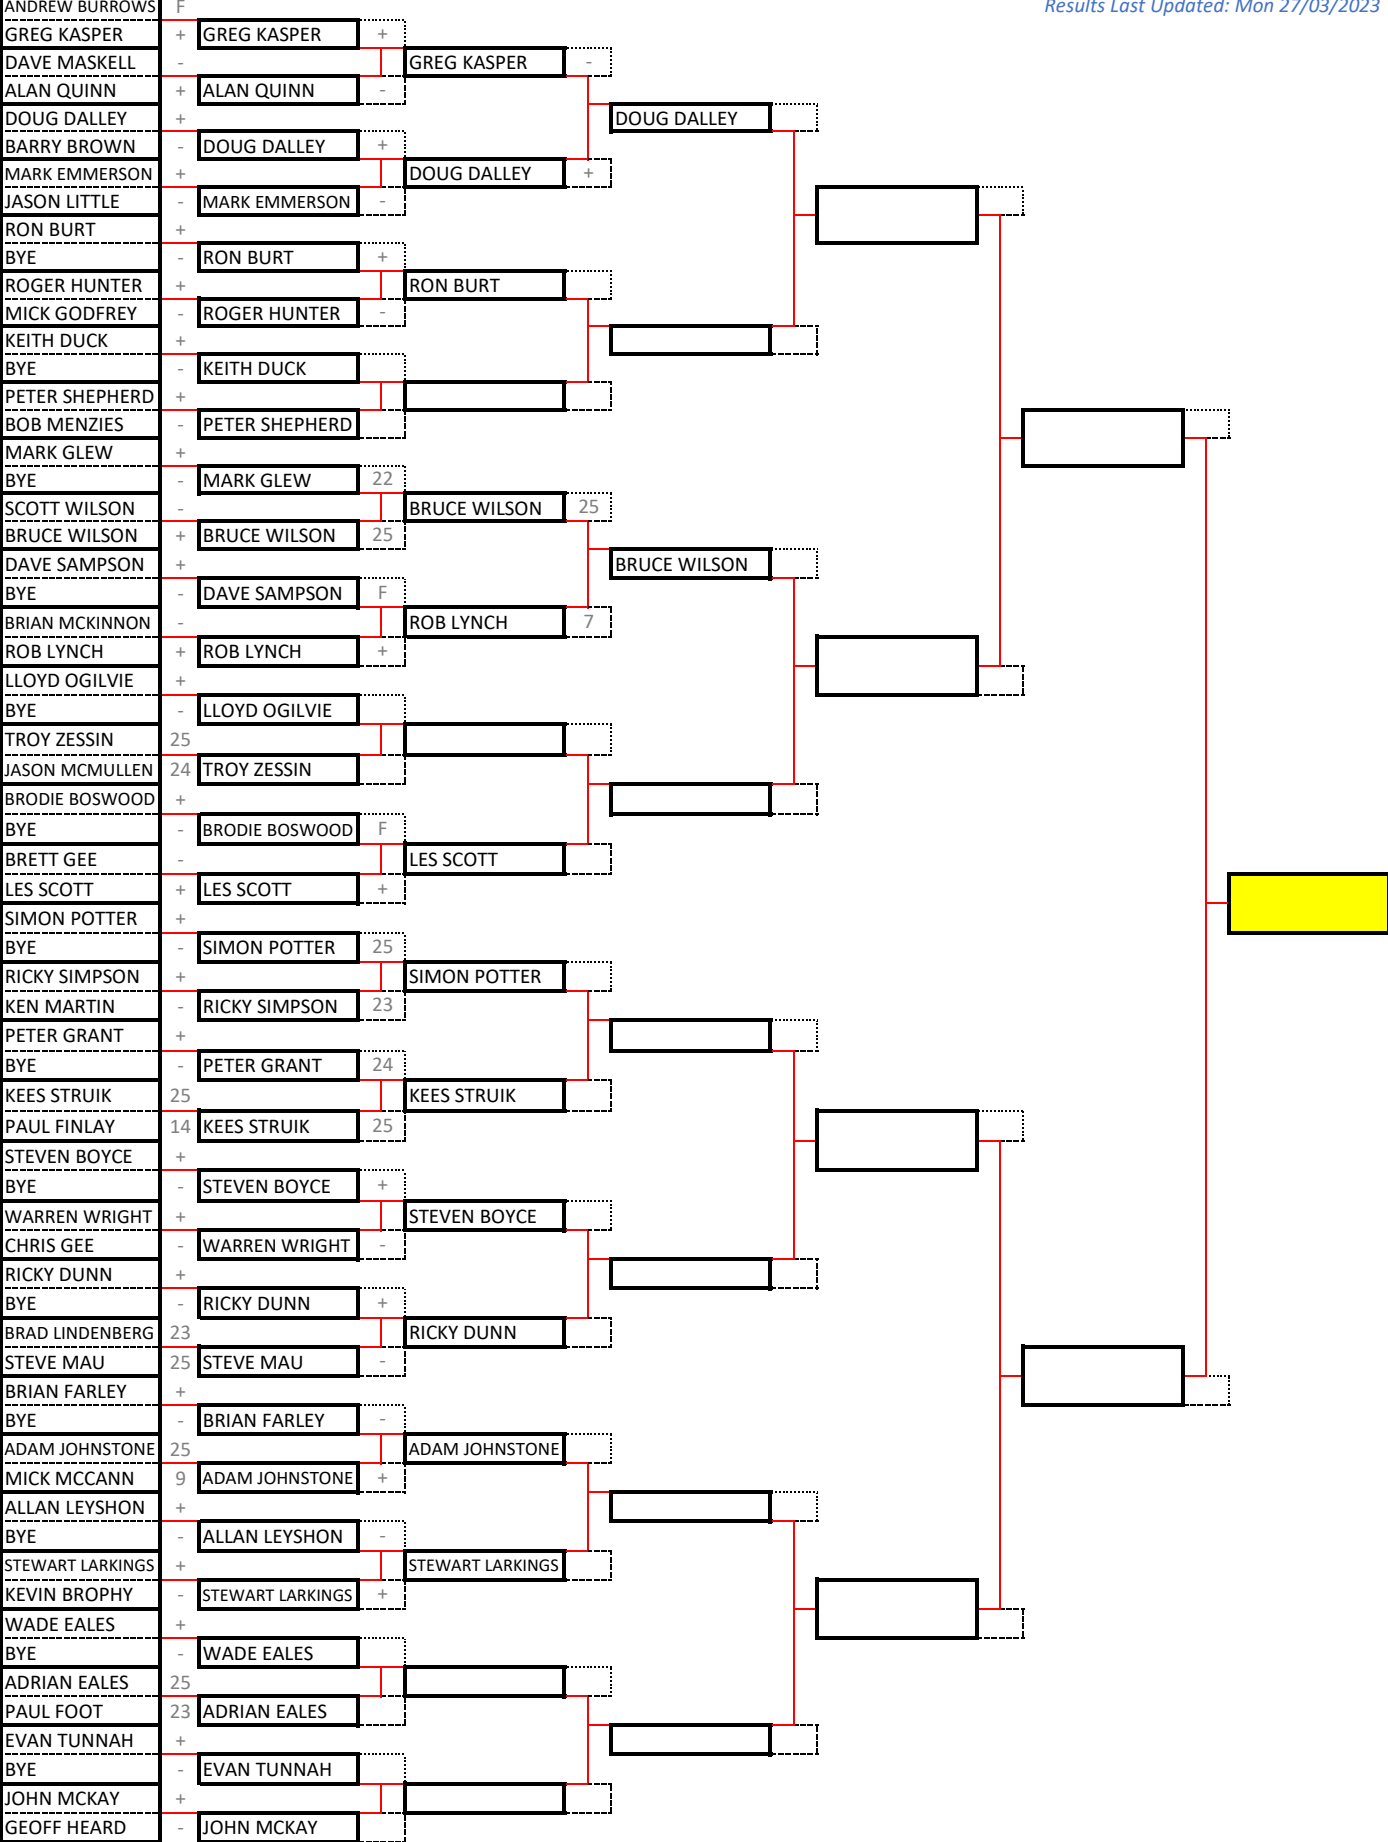 ANDREW BURROWS F Results Last Updated: Mon 27/03/2023
GREG KASPER + GREG KASPER +
DAVE MASKELL - GREG KASPER -
ALAN QUINN + ALAN QUINN -
DOUG DALLEY + DOUG DALLEY
BARRY BROWN - DOUG DALLEY +
MARK EMMERSON + DOUG DALLEY +
JASON LITTLE - MARK EMMERSON -
RON BURT +
BYE - RON BURT +
ROGER HUNTER + RON BURT
MICK GODFREY - ROGER HUNTER -
KEITH DUCK +
BYE - KEITH DUCK
PETER SHEPHERD +
BOB MENZIES - PETER SHEPHERD
MARK GLEW +
BYE - MARK GLEW 22
SCOTT WILSON - BRUCE WILSON 25
BRUCE WILSON + BRUCE WILSON 25
DAVE SAMPSON + BRUCE WILSON
BYE - DAVE SAMPSON F
BRIAN MCKINNON - ROB LYNCH 7
ROB LYNCH + ROB LYNCH +
LLOYD OGILVIE +
BYE - LLOYD OGILVIE
TROY ZESSIN 25
JASON MCMULLEN 24 TROY ZESSIN
BRODIE BOSWOOD +
BYE - BRODIE BOSWOOD F
BRETT GEE - LES SCOTT
LES SCOTT + LES SCOTT +
SIMON POTTER +
BYE - SIMON POTTER 25
RICKY SIMPSON + SIMON POTTER
KEN MARTIN - RICKY SIMPSON 23
PETER GRANT +
BYE - PETER GRANT 24
KEES STRUIK 25 KEES STRUIK
PAUL FINLAY 14 KEES STRUIK 25
STEVEN BOYCE +
BYE - STEVEN BOYCE +
WARREN WRIGHT + STEVEN BOYCE
CHRIS GEE - WARREN WRIGHT -
RICKY DUNN +
BYE - RICKY DUNN +
BRAD LINDENBERG 23 RICKY DUNN
STEVE MAU 25 STEVE MAU -
BRIAN FARLEY +
BYE - BRIAN FARLEY -
ADAM JOHNSTONE 25 ADAM JOHNSTONE
MICK MCCANN 9 ADAM JOHNSTONE +
ALLAN LEYSHON +
BYE - ALLAN LEYSHON -
STEWART LARKINGS + STEWART LARKINGS
KEVIN BROPHY - STEWART LARKINGS +
WADE EALES +
BYE - WADE EALES
ADRIAN EALES 25
PAUL FOOT 23 ADRIAN EALES
EVAN TUNNAH +
BYE - EVAN TUNNAH
JOHN MCKAY +
GEOFF HEARD - JOHN MCKAY